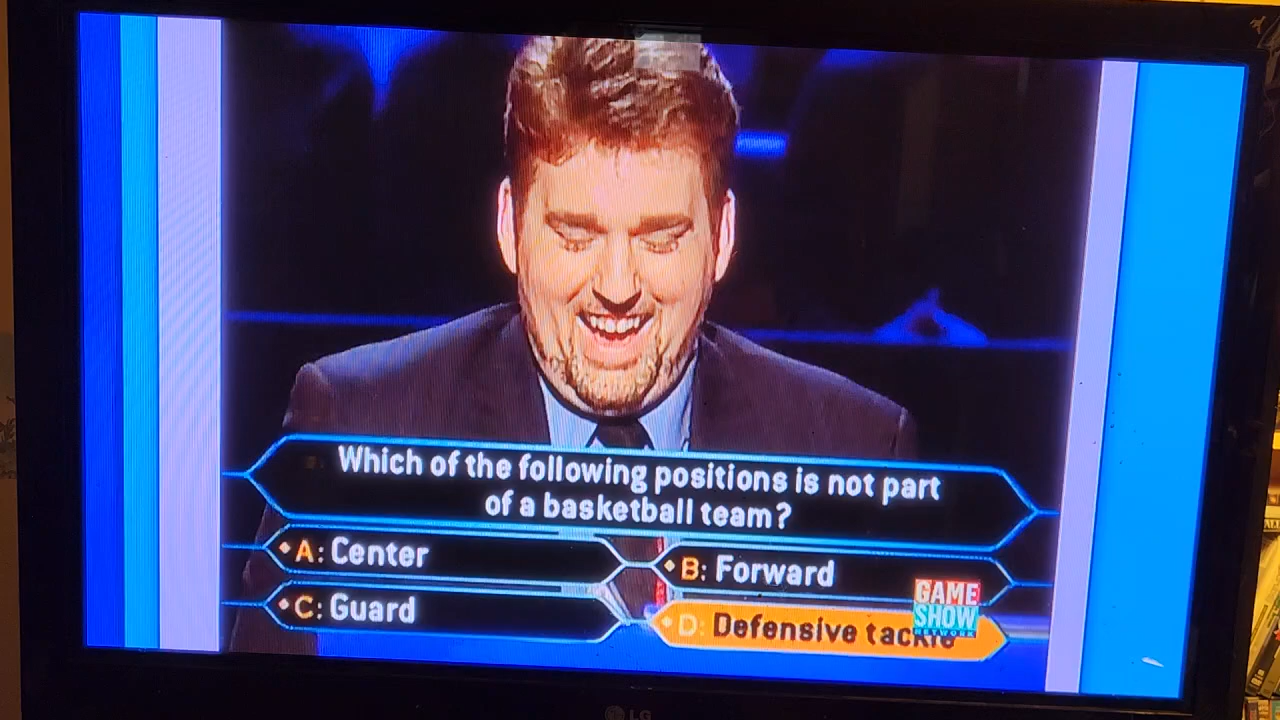 Which of the following positions is not part
of a basketball team?
A: Center
B: Forward
C: Guard
D: Defensive tackle
GAME
SHOW
NETWORK
LG